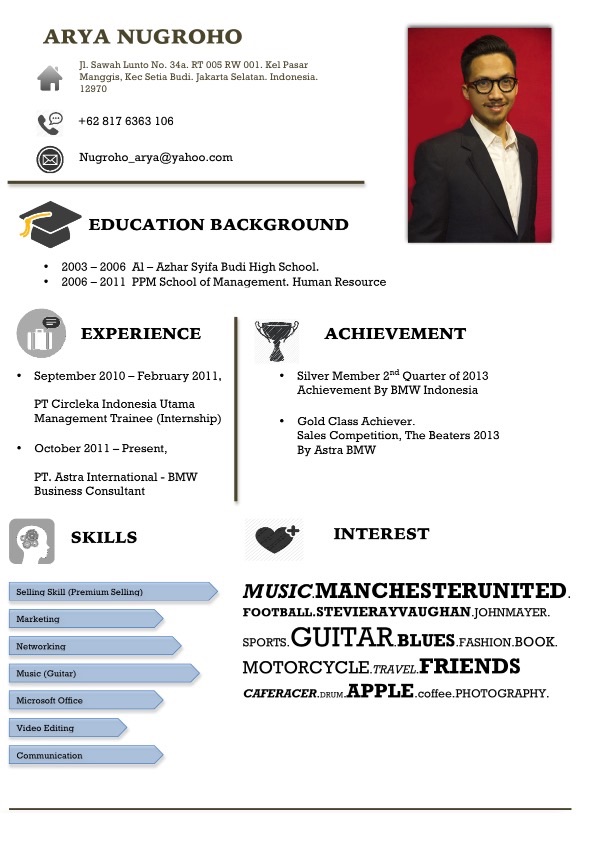 ARYA NUGROHO
Jl. Sawah Lunto No. 34a. RT 005 RW 001. Kel Pasar
Manggis, Kec Setia Budi. Jakarta Selatan. Indonesia.
12970
+62 817 6363 106
Nugroho_arya@yahoo.com
EDUCATION BACKGROUND
• 2003 – 2006 Al – Azhar Syifa Budi High School.
• 2006 – 2011 PPM School of Management. Human Resource
EXPERIENCE
• September 2010 – February 2011,
PT Circleka Indonesia Utama
Management Trainee (Internship)
• October 2011 – Present,
PT. Astra International - BMW
Business Consultant
ACHIEVEMENT
• Silver Member 2nd Quarter of 2013
Achievement By BMW Indonesia
• Gold Class Achiever.
Sales Competition, The Beaters 2013
By Astra BMW
SKILLS
Selling Skill (Premium Selling)
Marketing
Networking
Music (Guitar)
Microsoft Office
Video Editing
Communication
INTEREST
MUSIC.MANCHESTERUNITED.
FOOTBALL.STEVIERAYVAUGHAN.JOHNMAYER.
SPORTS.GUITAR.BLUES.FASHION.BOOK.
MOTORCYCLE.TRAVEL.FRIENDS
CAFERACER.DRUM.APPLE.coffee.PHOTOGRAPHY.